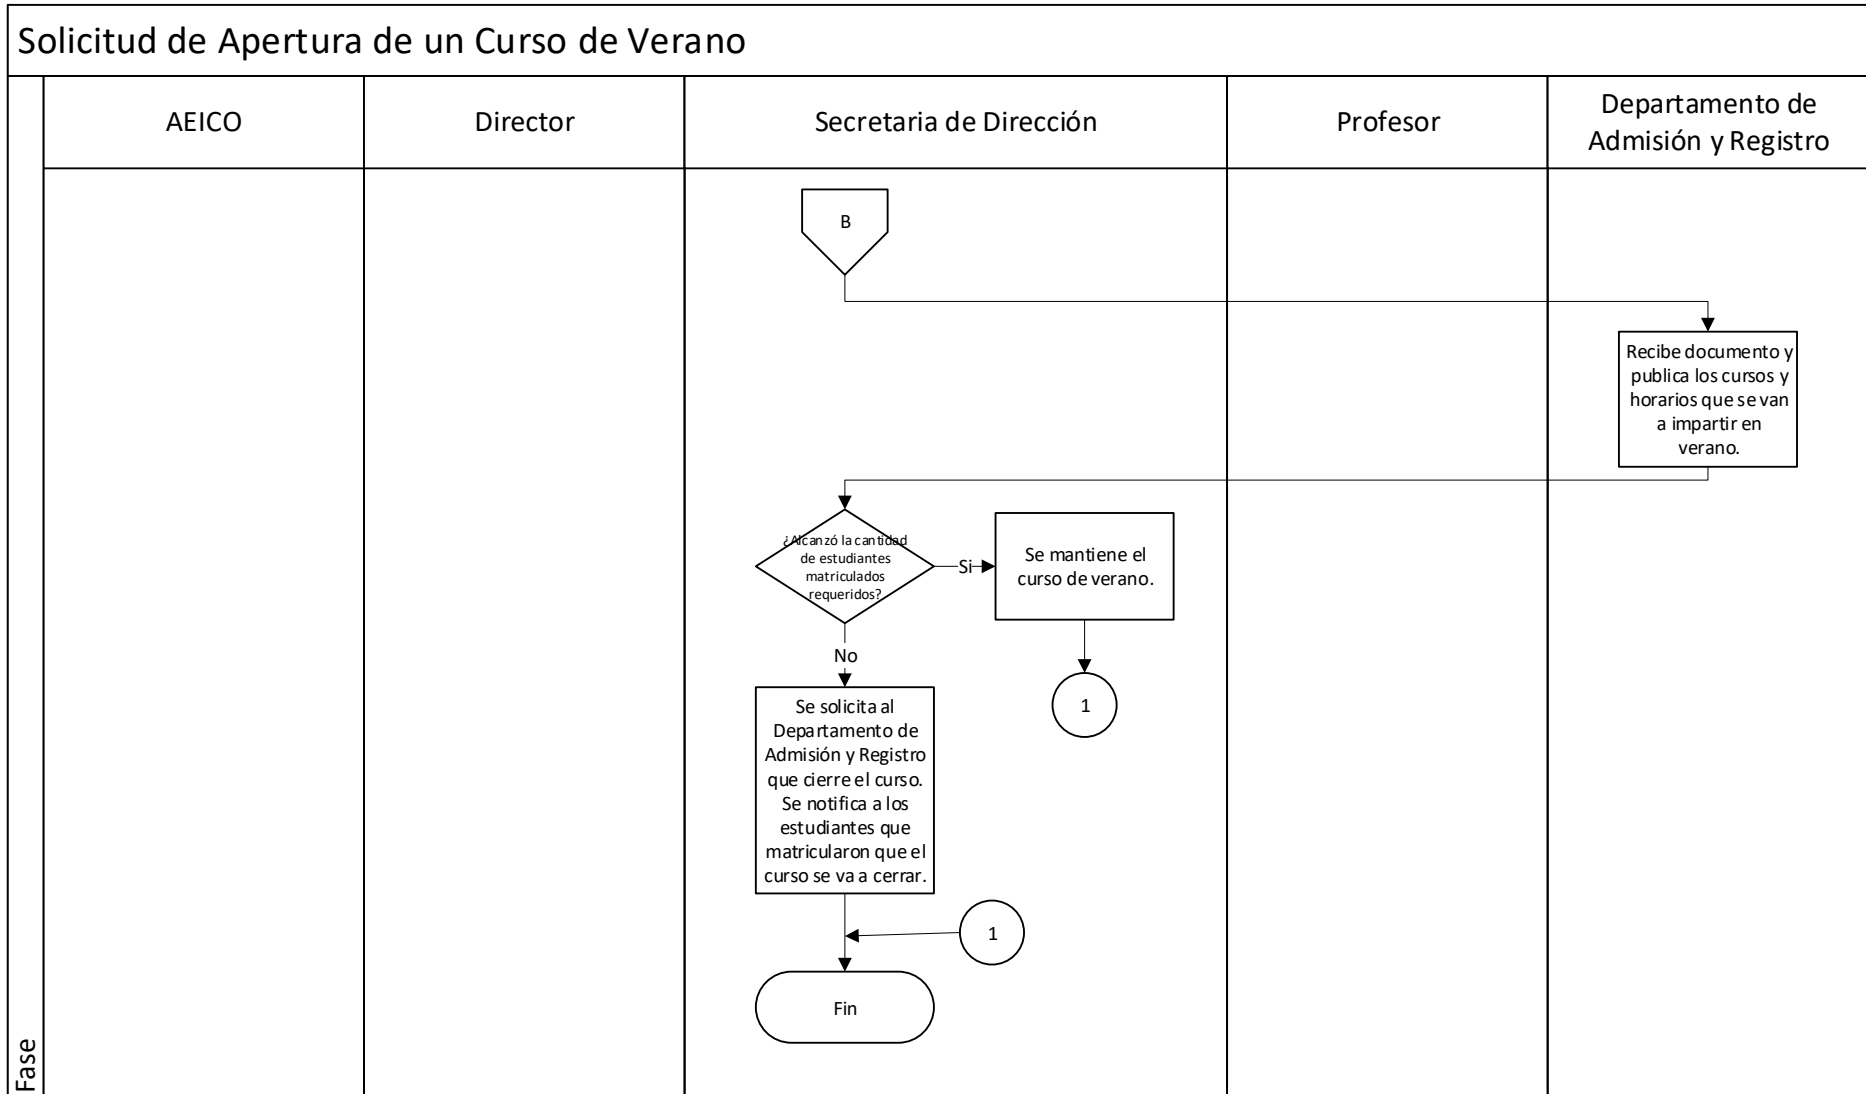 Solicitud de Apertura de un Curso de Verano
AEICO
Director
Secretaria de Dirección
Profesor
Departamento de
Admisión y Registro
B
Recibe documento y
publica los cursos y
horarios que se van
a impartir en
verano.
¿Alcanzó la cantidad
de estudiantes
matriculados
requeridos?
Si
Se mantiene el
curso de verano.
No
1
Se solicita al
Departamento de
Admisión y Registro
que cierre el curso.
Se notifica a los
estudiantes que
matricularon que el
curso se va a cerrar.
1
Fin
Fase